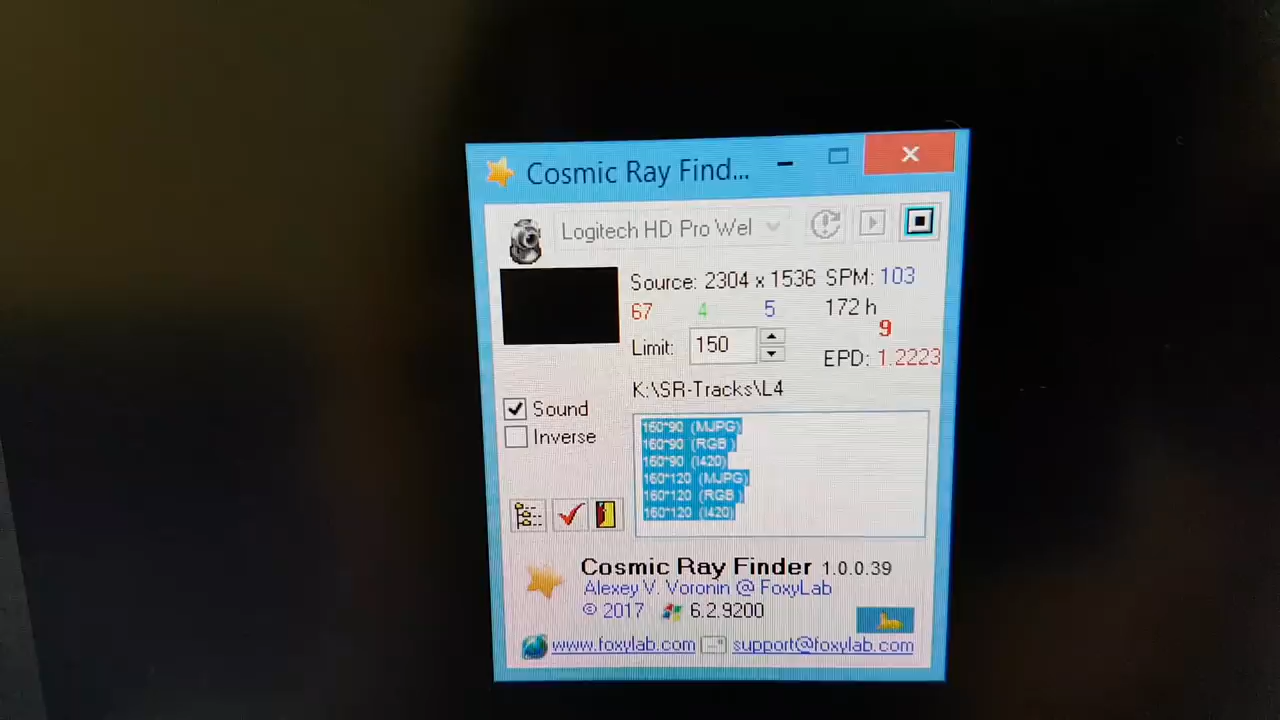 Cosmic Ray Find...
Logitech HD Pro Wel
Source: 2304 x 1536 SPM: 103
67 4 5 172 h
9
Limit: 150
EPD: 1.2223
K:\SR-Tracks\L4
Sound
Inverse
160*90 (MJPG)
160*90 (RGB )
160*90 (I420)
160*120 (MJPG)
160*120 (RGB )
160*120 (I420)
Cosmic Ray Finder 1.0.0.39
Alexey V. Voronin @ FoxyLab
© 2017 6.2.9200
www.foxylab.com support@foxylab.com